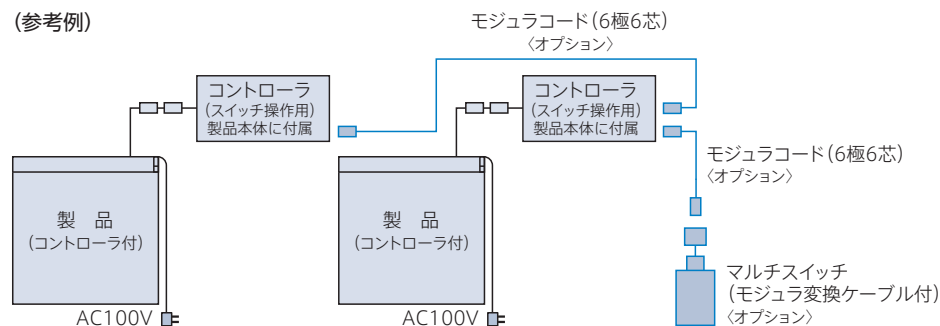 (参考例)
モジュラコード(6極6芯)
〈オプション〉
コントローラ
(スイッチ操作用)
製品本体に付属
コントローラ
(スイッチ操作用)
製品本体に付属
モジュラコード(6極6芯)
〈オプション〉
製 品
(コントローラ付)
製 品
(コントローラ付)
マルチスイッチ
(モジュラ変換ケーブル付)
〈オプション〉
AC100V
AC100V